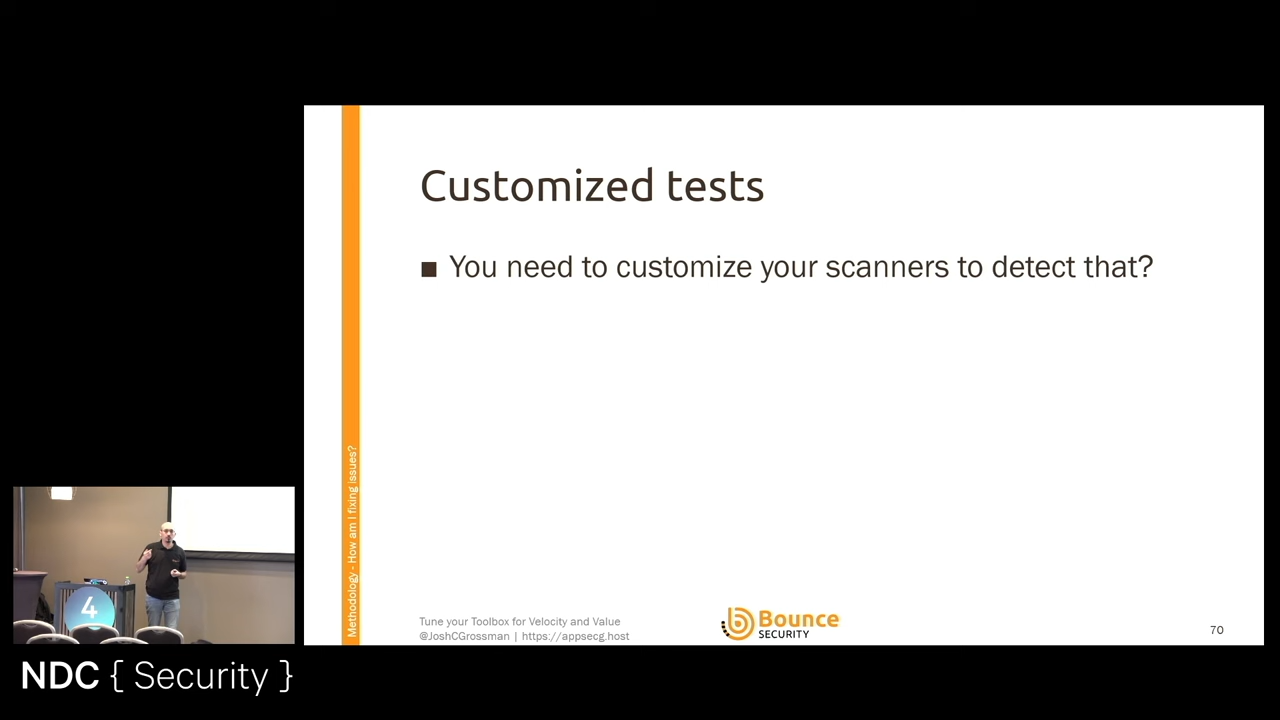 Customized tests
■ You need to customize your scanners to detect that?
Methodology - How am I fixing issues?
Tune your Toolbox for Velocity and Value
@JoshCGrossman | https://appsecg.host
Bounce
SECURITY
70
4
NDC { Security }